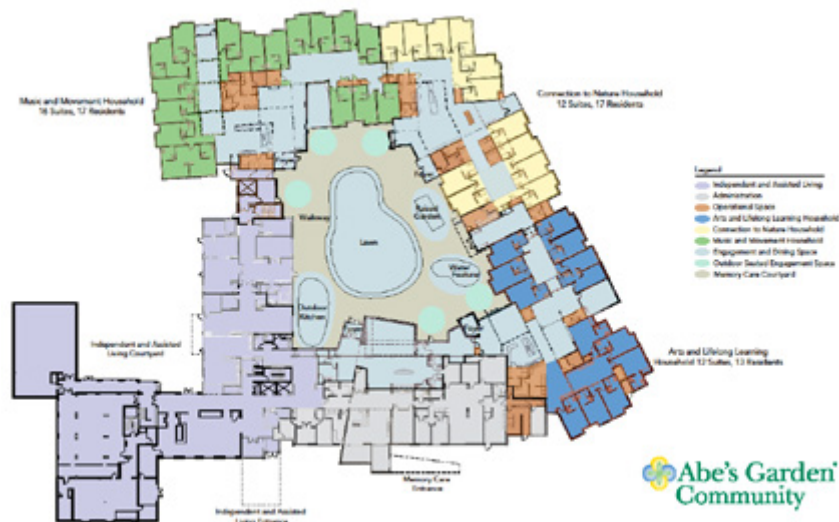 Music and Movement Household
16 Suites, 17 Residents
Connection to Nature Household
12 Suites, 17 Residents
Legend
Independent and Assisted Living
Administration
Operational Space
Arts and Lifelong Learning Household
Connection to Nature Household
Music and Movement Household
Engagement and Dining Space
Outdoor Seated Engagement Space
Memory Care Courtyard
Walkway
Lawn
Raised
Garden
Water
Feature
Outdoor
Kitchen
Independent and Assisted
Living Courtyard
Arts and Lifelong Learning
Household 12 Suites, 13 Residents
Memory Care
Entrance
Independent and Assisted
Living Entrance
Abe's Garden
Community